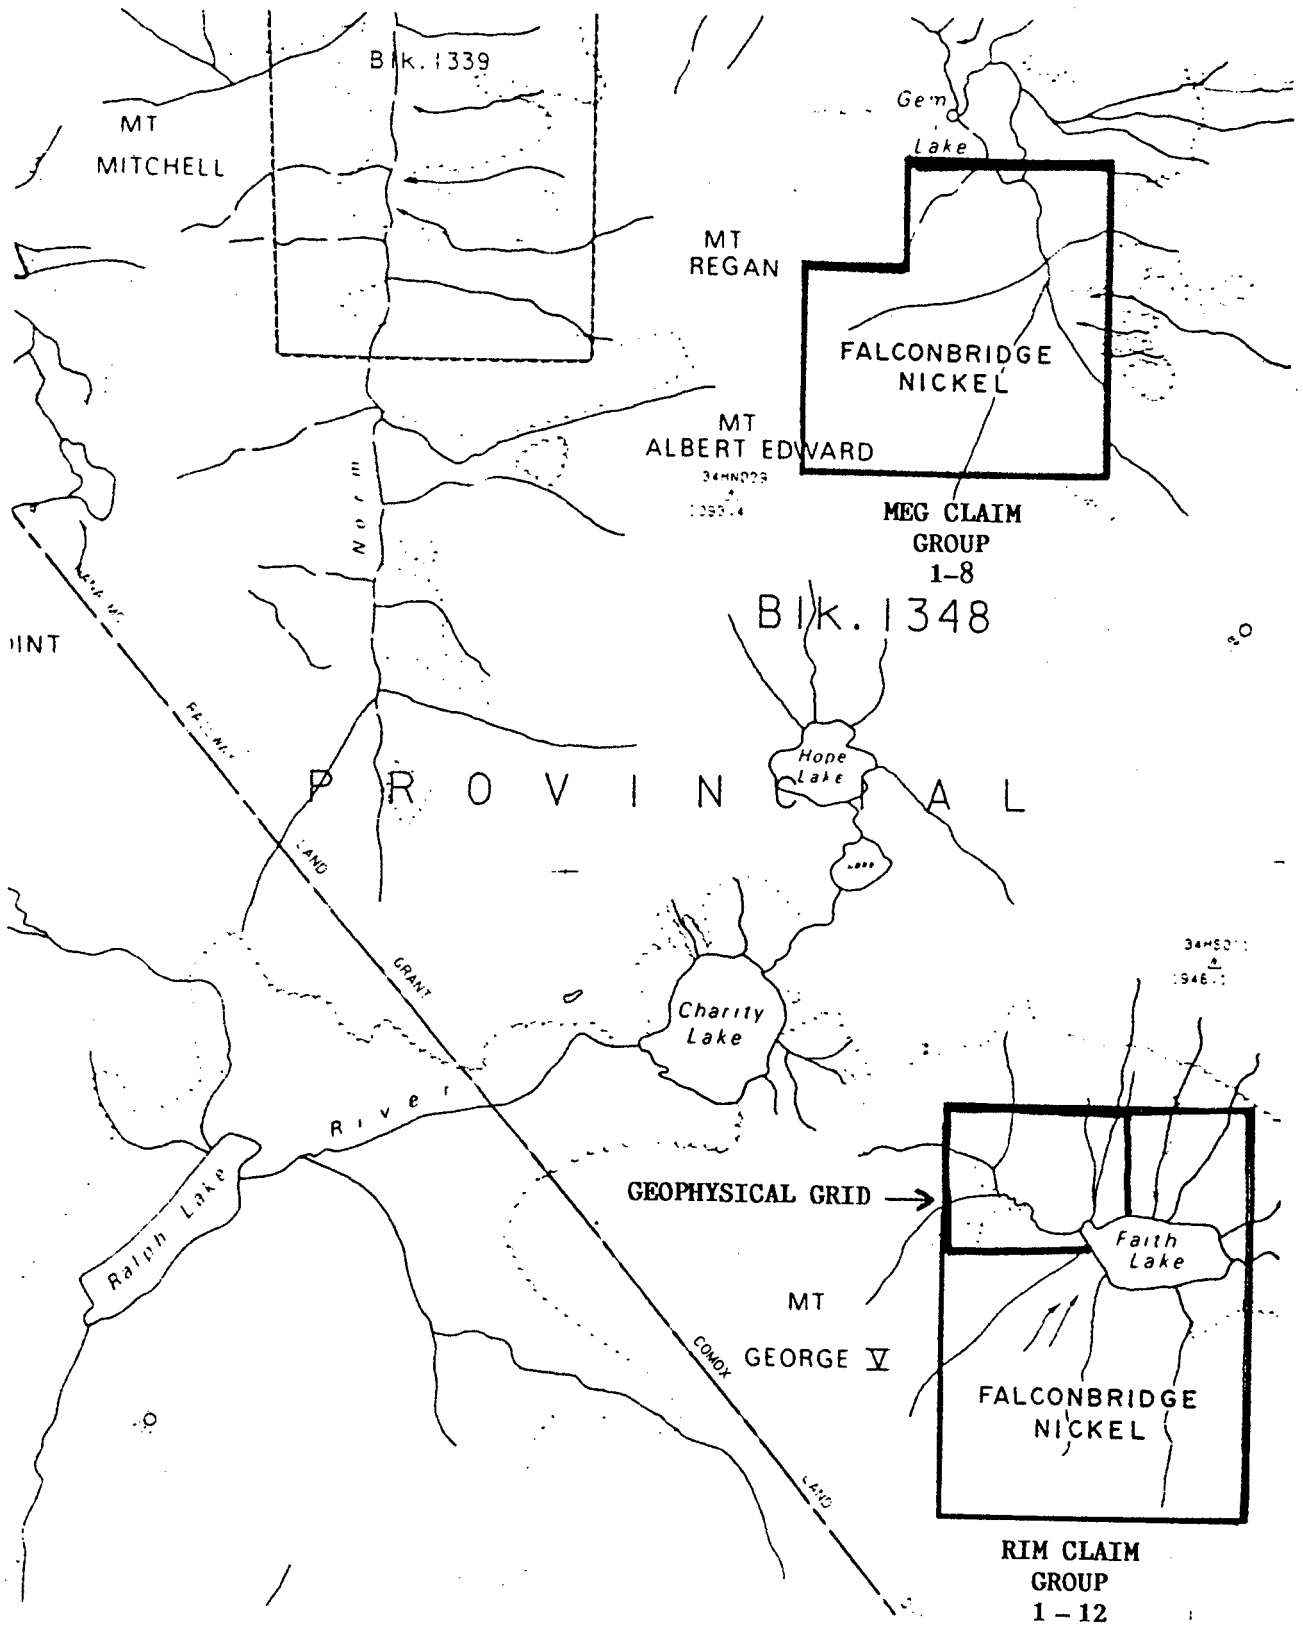 Blk. 1339
MT
MITCHELL
Gem
Lake
MT
REGAN
FALCONBRIDGE
NICKEL
MT
ALBERT EDWARD
Norm
MEG CLAIM
GROUP
1-8
Blk. 1348
RAILWAY
Hope
Lake
PROVINCIAL
LAND
Lake
GRANT
Charity
Lake
River
Ralph Lake
GEOPHYSICAL GRID
Faith
Lake
MT
GEORGE V
COMOX
FALCONBRIDGE
NICKEL
LAND
RIM CLAIM
GROUP
1 – 12